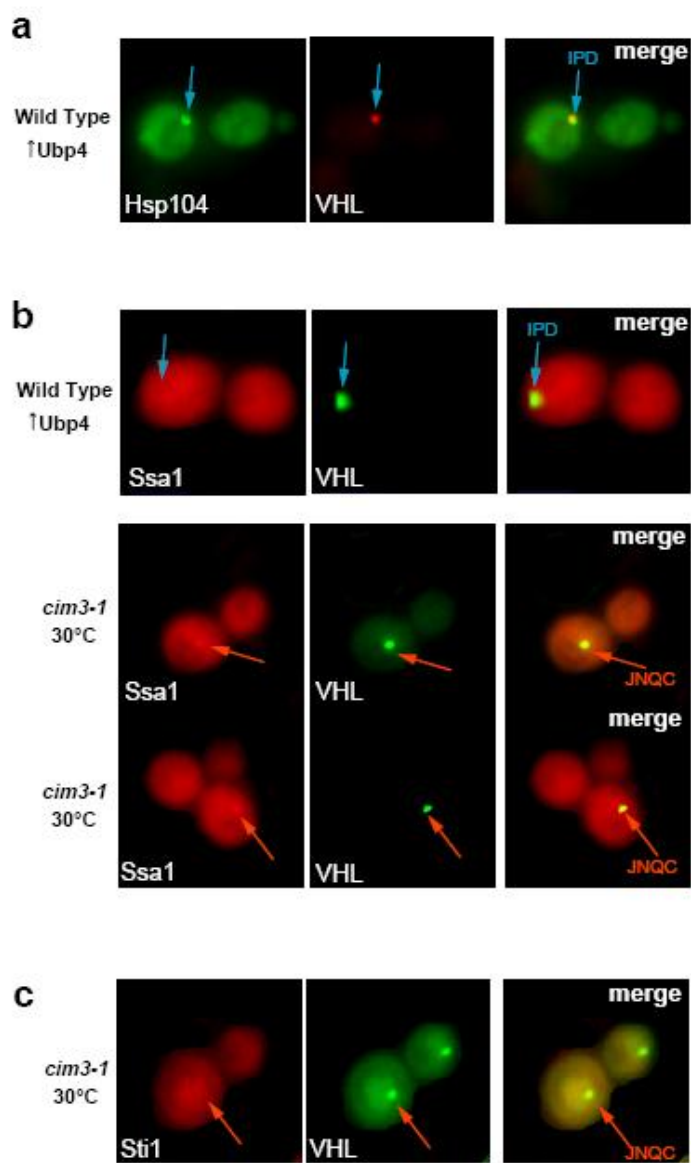 a
Wild Type
↑Ubp4
Hsp104
VHL
IPD
merge
b
Wild Type
↑Ubp4
Ssa1
VHL
IPD
merge
cim3-1
30°C
Ssa1
VHL
merge
JNQC
cim3-1
30°C
Ssa1
VHL
merge
JNQC
c
cim3-1
30°C
Sti1
VHL
merge
JNQC